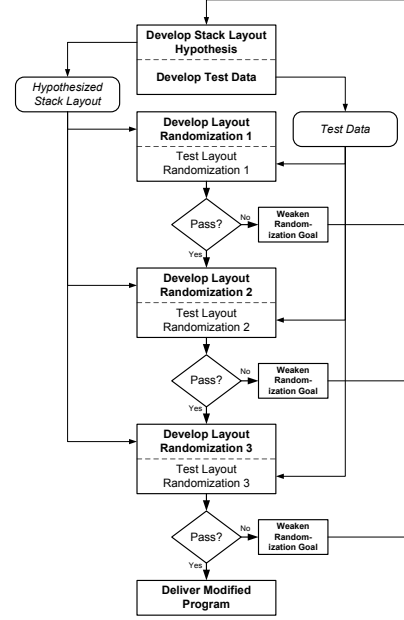 Develop Stack Layout
Hypothesis
Develop Test Data
Hypothesized
Stack Layout
Test Data
Develop Layout
Randomization 1
Test Layout
Randomization 1
Pass?
No
Weaken
Random-
ization Goal
Yes
Develop Layout
Randomization 2
Test Layout
Randomization 2
Pass?
No
Weaken
Random-
ization Goal
Yes
Develop Layout
Randomization 3
Test Layout
Randomization 3
Pass?
No
Weaken
Random-
ization Goal
Yes
Deliver Modified
Program